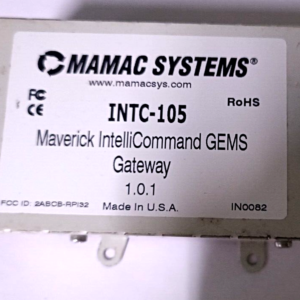 MAMAC SYSTEMS®
www.mamacsys.com
FC CE
RoHS
INTC-105
Maverick IntelliCommand GEMS
Gateway
1.0.1
FCC ID: 2ABCB-RPI32
Made In U.S.A.
IN0082